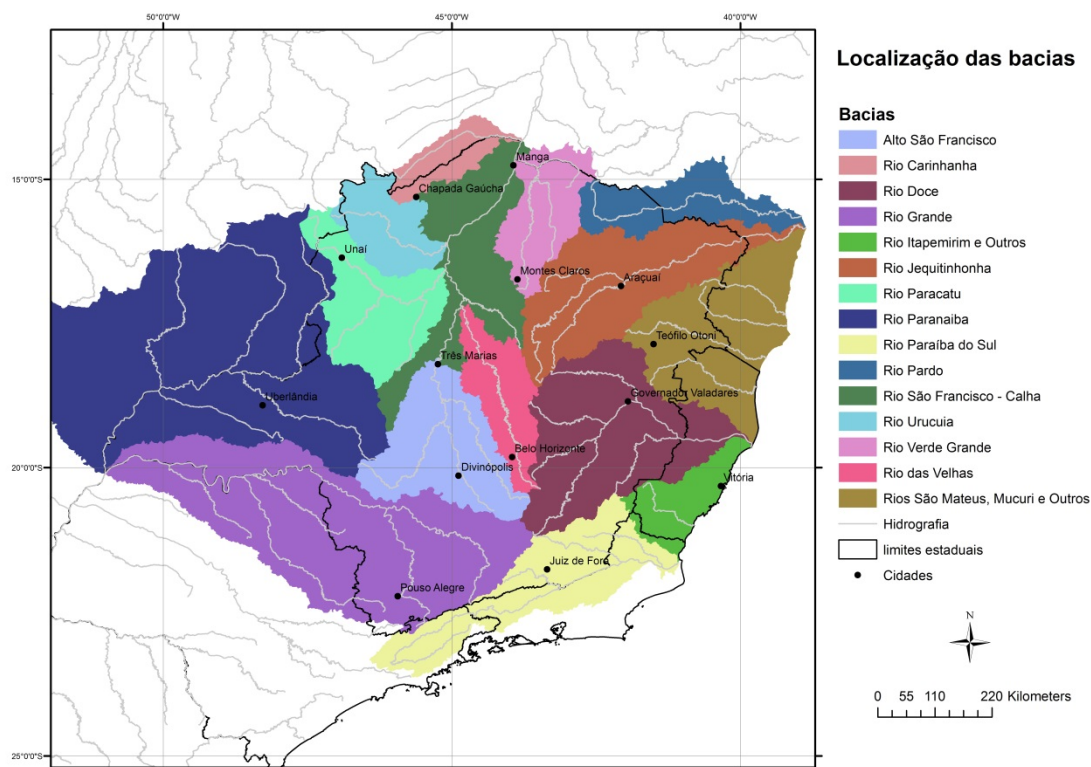 50°0'0"W 45°0'0"W 40°0'0"W
Localização das bacias
Bacias
Alto São Francisco
Rio Carinhanha
Rio Doce
Rio Grande
Rio Itapemirim e Outros
Rio Jequitinhonha
Rio Paracatu
Rio Paranaiba
Rio Paraíba do Sul
Rio Pardo
Rio São Francisco - Calha
Rio Urucuia
Rio Verde Grande
Rio das Velhas
Rios São Mateus, Mucuri e Outros
Hidrografia
limites estaduais
Cidades
N
0 55 110 220 Kilometers
15°0'0"S
20°0'0"S
25°0'0"S
Manga
Chapada Gaúcha
Unaí
Montes Claros
Araçuaí
Teófilo Otoni
Três Marias
Governador Valadares
Uberlândia
Belo Horizonte
Divinópolis
Vitória
Juiz de Fora
Pouso Alegre